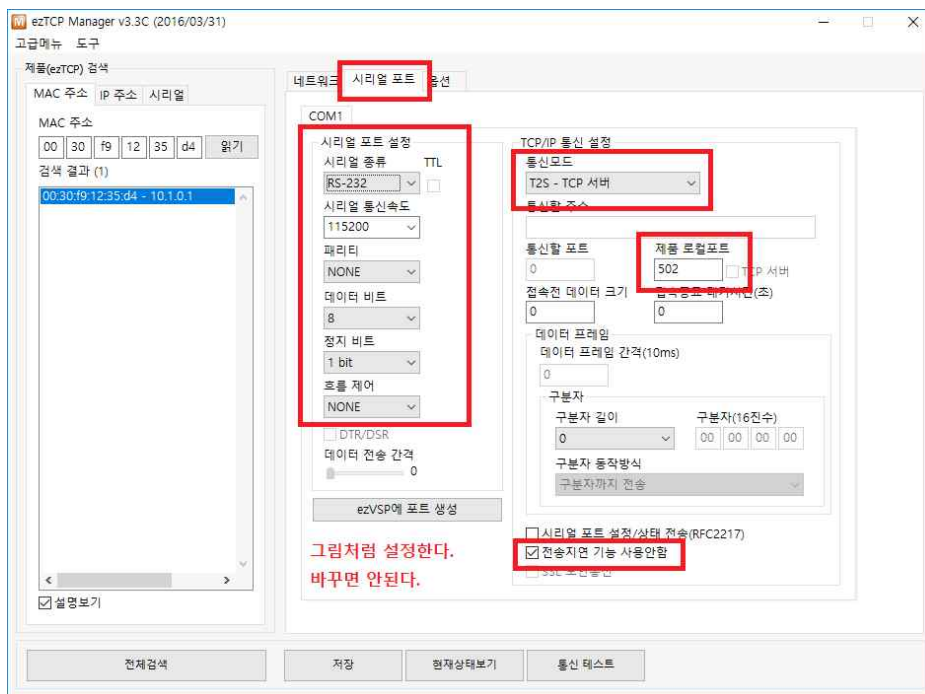 ezTCP Manager v3.3C (2016/03/31)
고급메뉴 도구
제품(ezTCP) 검색
MAC 주소 IP 주소 시리얼
MAC 주소
00 30 f9 12 35 d4 읽기
검색 결과 (1)
00:30:f9:12:35:d4 - 10.1.0.1
설명보기
네트워크 시리얼 포트 옵션
COM1
시리얼 포트 설정
시리얼 종류 TTL
RS-232
시리얼 통신속도
115200
패리티
NONE
데이터 비트
8
정지 비트
1 bit
흐름 제어
NONE
DTR/DSR
데이터 전송 간격
0
ezVSP에 포트 생성
그림처럼 설정한다.
바꾸면 안된다.
TCP/IP 통신 설정
통신모드
T2S - TCP 서버
통신할 주소
통신할 포트 제품 로컬포트
0 502 TCP 서버
접속전 데이터 크기 접속종료 대기시간(초)
0 0
데이터 프레임
데이터 프레임 간격(10ms)
0
구분자
구분자 길이 구분자(16진수)
0 00 00 00 00
구분자 동작방식
구분자까지 전송
시리얼 포트 설정/상태 전송(RFC2217)
전송지연 기능 사용안함
SSL 보안통신
전체검색 저장 현재상태보기 통신 테스트